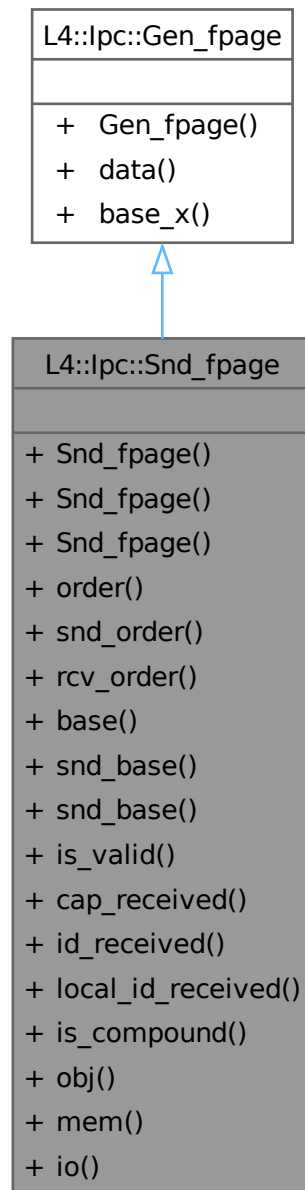 L4::Ipc::Gen_fpage
+ Gen_fpage()
+ data()
+ base_x()
L4::Ipc::Snd_fpage
+ Snd_fpage()
+ Snd_fpage()
+ Snd_fpage()
+ order()
+ snd_order()
+ rcv_order()
+ base()
+ snd_base()
+ snd_base()
+ is_valid()
+ cap_received()
+ id_received()
+ local_id_received()
+ is_compound()
+ obj()
+ mem()
+ io()